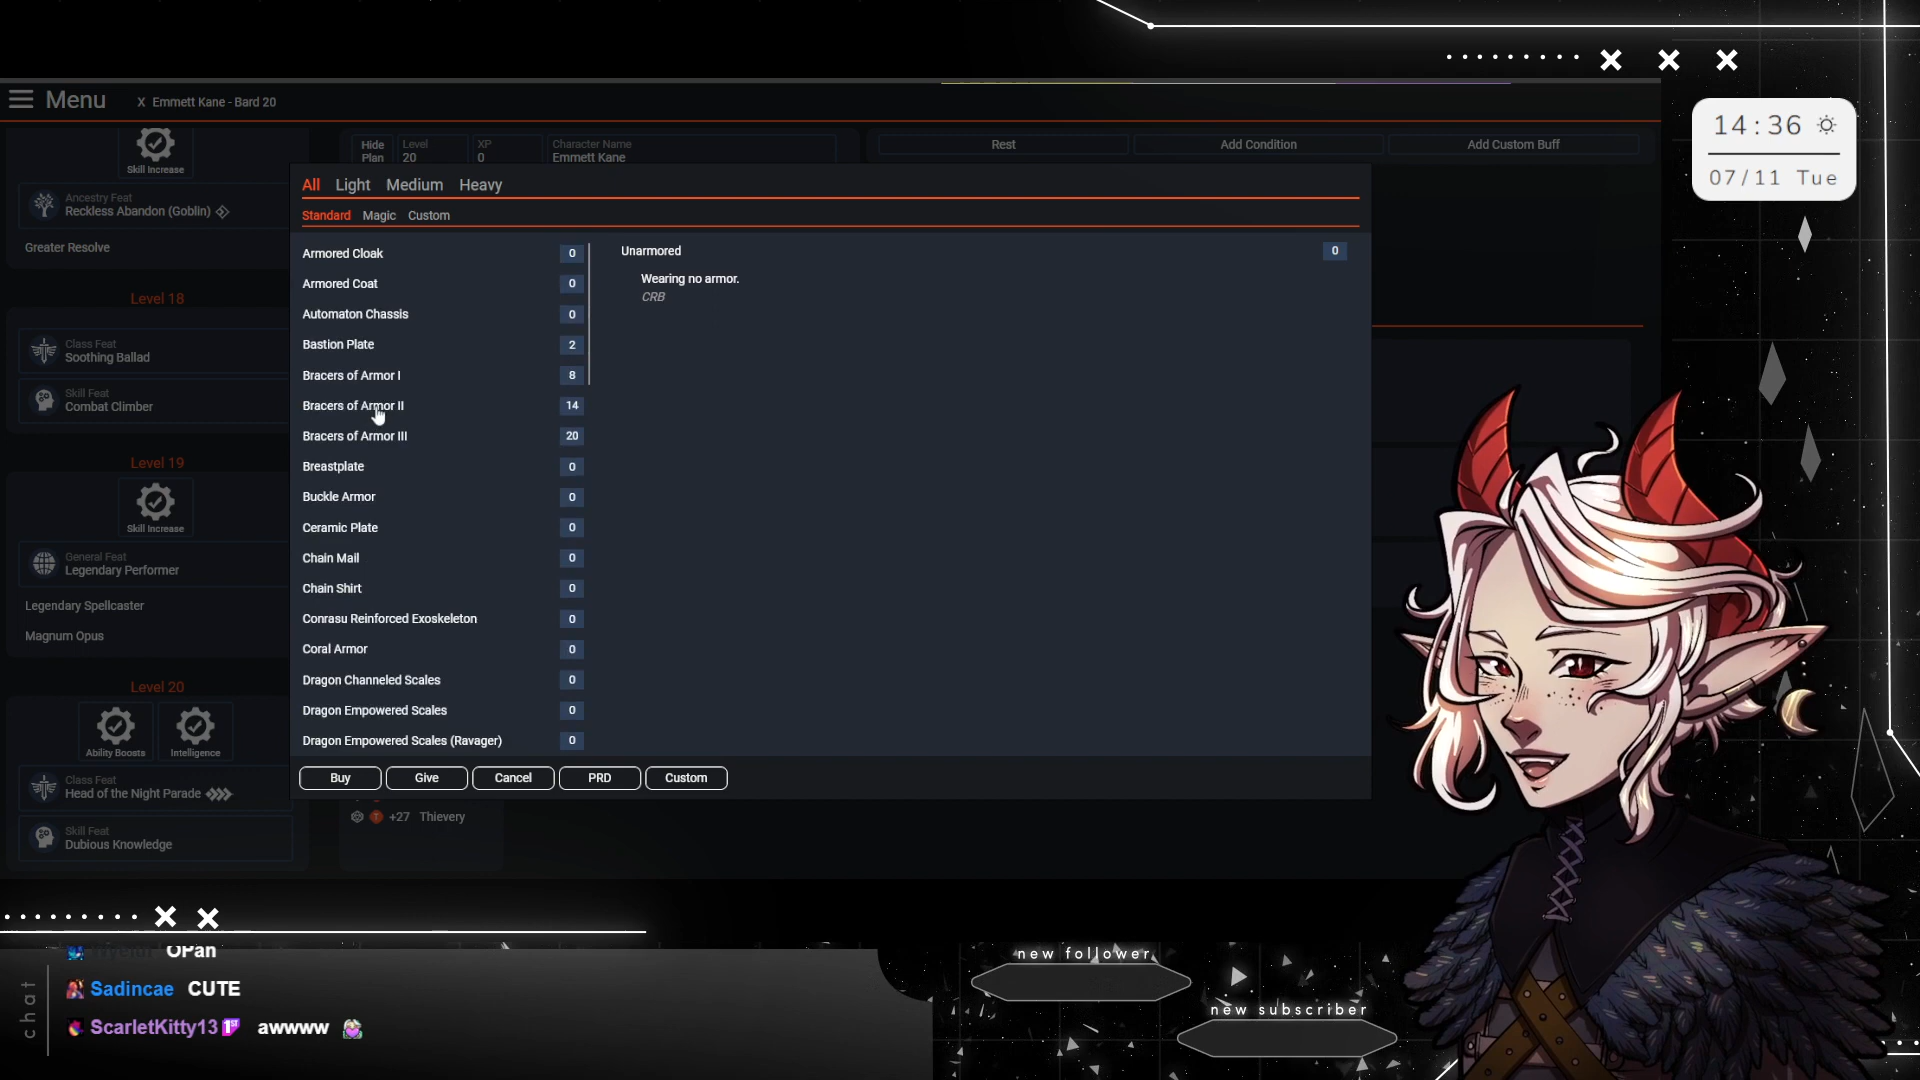 14:36
07/11 Tue
Menu
X Emmett Kane - Bard 20
Skill Increase
Ancestry Feat
Reckless Abandon (Goblin)
Greater Resolve
Level 18
Class Feat
Soothing Ballad
Skill Feat
Combat Climber
Level 19
Skill Increase
General Feat
Legendary Performer
Legendary Spellcaster
Magnum Opus
Level 20
Ability Boosts
Intelligence
Class Feat
Head of the Night Parade
Skill Feat
Dubious Knowledge
Hide Plan
Level
20
XP
0
Character Name
Emmett Kane
Rest
Add Condition
Add Custom Buff
All Light Medium Heavy
Standard Magic Custom
Armored Cloak 0
Armored Coat 0
Automaton Chassis 0
Bastion Plate 2
Bracers of Armor I 8
Bracers of Armor II 14
Bracers of Armor III 20
Breastplate 0
Buckle Armor 0
Ceramic Plate 0
Chain Mail 0
Chain Shirt 0
Conrasu Reinforced Exoskeleton 0
Coral Armor 0
Dragon Channeled Scales 0
Dragon Empowered Scales 0
Dragon Empowered Scales (Ravager) 0
Unarmored 0
Wearing no armor.
CRB
Buy Give Cancel PRD Custom
T +27 Thievery
chat
OPan
Sadincae CUTE
ScarletKitty13 1ST awwww
new follower
new subscriber